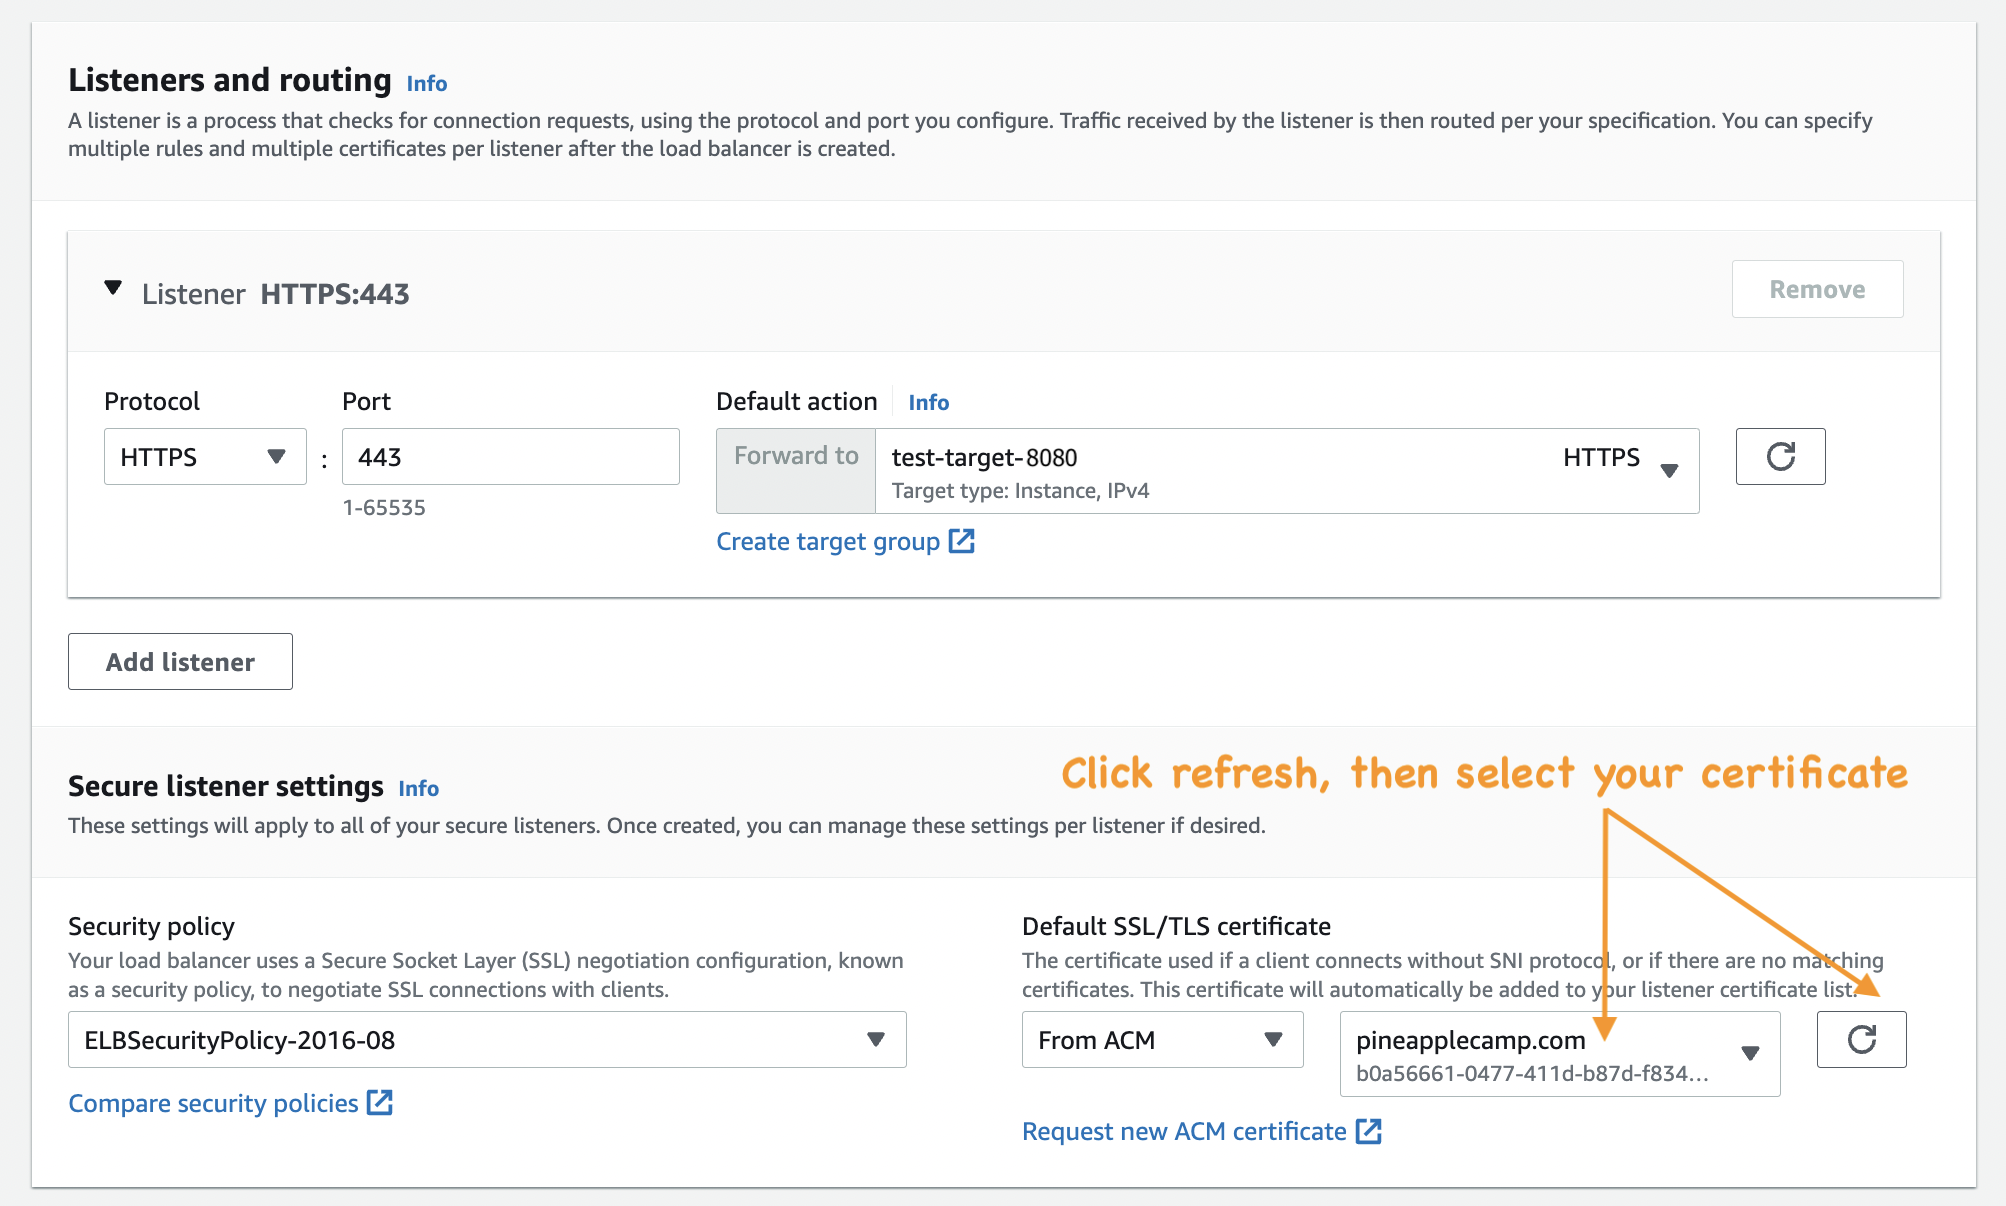 Listeners and routing Info
A listener is a process that checks for connection requests, using the protocol and port you configure. Traffic received by the listener is then routed per your specification. You can specify
multiple rules and multiple certificates per listener after the load balancer is created.
Listener HTTPS:443
Remove
Protocol
Port
Default action Info
HTTPS
:
443
1-65535
Forward to
test-target-8080
HTTPS
Target type: Instance, IPv4
Create target group
Add listener
Click refresh, then select your certificate
Secure listener settings Info
These settings will apply to all of your secure listeners. Once created, you can manage these settings per listener if desired.
Security policy
Your load balancer uses a Secure Socket Layer (SSL) negotiation configuration, known
as a security policy, to negotiate SSL connections with clients.
ELBSecurityPolicy-2016-08
Compare security policies
Default SSL/TLS certificate
The certificate used if a client connects without SNI protocol, or if there are no matching
certificates. This certificate will automatically be added to your listener certificate list.
From ACM
pineapplecamp.com
b0a56661-0477-411d-b87d-f834...
Request new ACM certificate